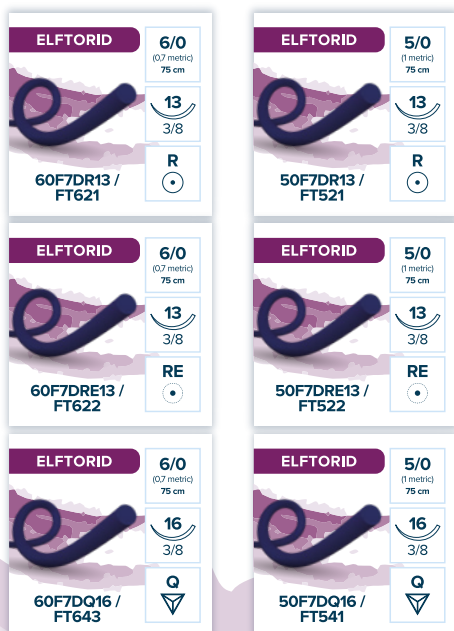 ELFTORID
6/0
(0,7 metric)
75 cm
13
3/8
R
60F7DR13 /
FT621
ELFTORID
5/0
(1 metric)
75 cm
13
3/8
R
50F7DR13 /
FT521
ELFTORID
6/0
(0,7 metric)
75 cm
13
3/8
RE
60F7DRE13 /
FT622
ELFTORID
5/0
(1 metric)
75 cm
13
3/8
RE
50F7DRE13 /
FT522
ELFTORID
6/0
(0,7 metric)
75 cm
16
3/8
Q
60F7DQ16 /
FT643
ELFTORID
5/0
(1 metric)
75 cm
16
3/8
Q
50F7DQ16 /
FT541